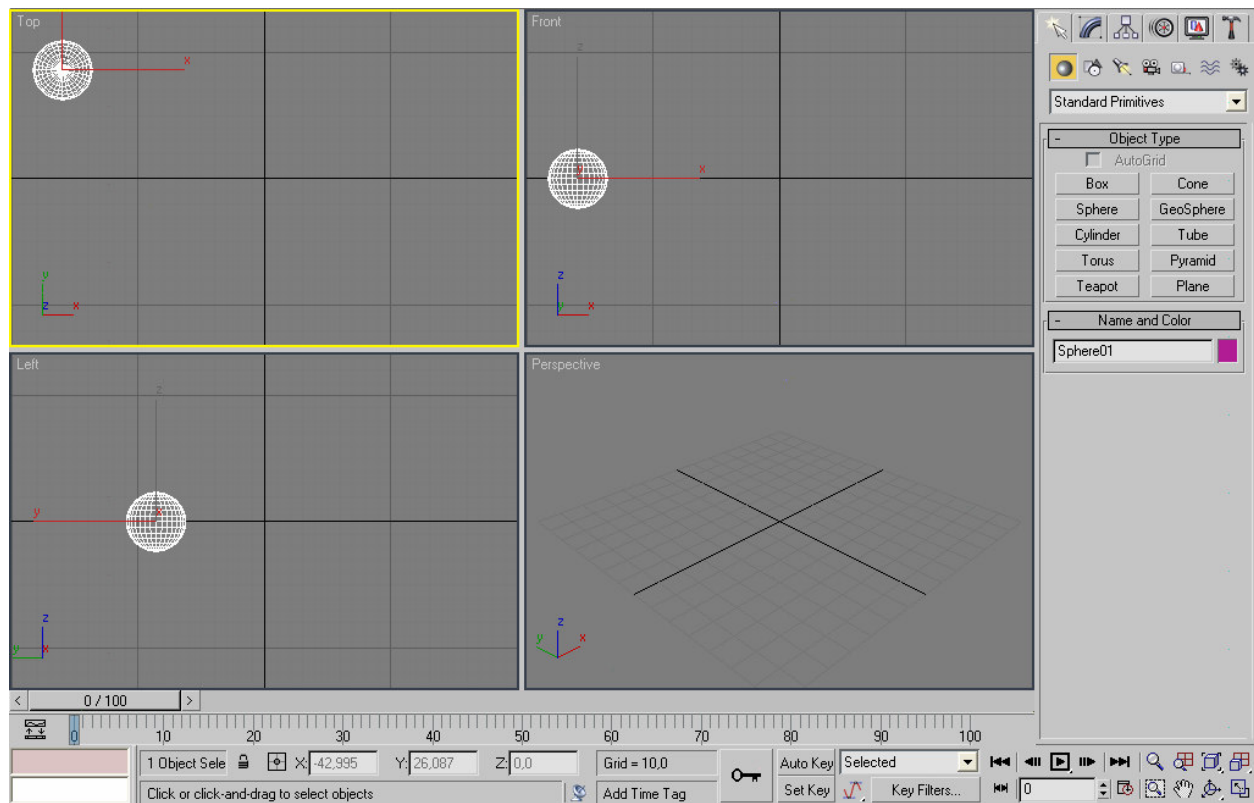 Top
z
x
y
z
x
Front
z
y
x
z
y
x
Left
z
y
x
z
y
x
Perspective
z
y
x
Standard Primitives
- Object Type
AutoGrid
Box Cone
Sphere GeoSphere
Cylinder Tube
Torus Pyramid
Teapot Plane
- Name and Color
Sphere01
< 0 / 100 >
0 10 20 30 40 50 60 70 80 90 100
1 Object Sele X: -42,995 Y: 26,087 Z: 0,0 Grid = 10,0 Auto Key Selected
Click or click-and-drag to select objects Add Time Tag Set Key Key Filters... 0